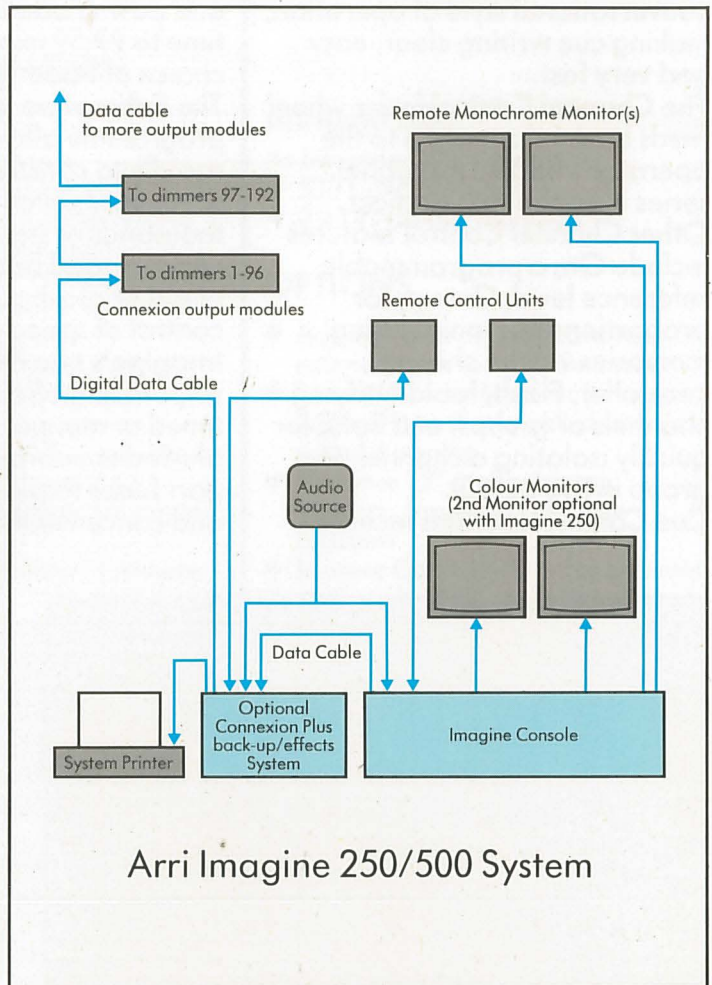 Data cable
to more output modules
To dimmers 97-192
To dimmers 1-96
Connexion output modules
Digital Data Cable
Remote Monochrome Monitor(s)
Remote Control Units
Audio
Source
Colour Monitors
(2nd Monitor optional
with Imagine 250)
Data Cable
System Printer
Optional
Connexion Plus
back-up/effects
System
Imagine Console
Arri Imagine 250/500 System